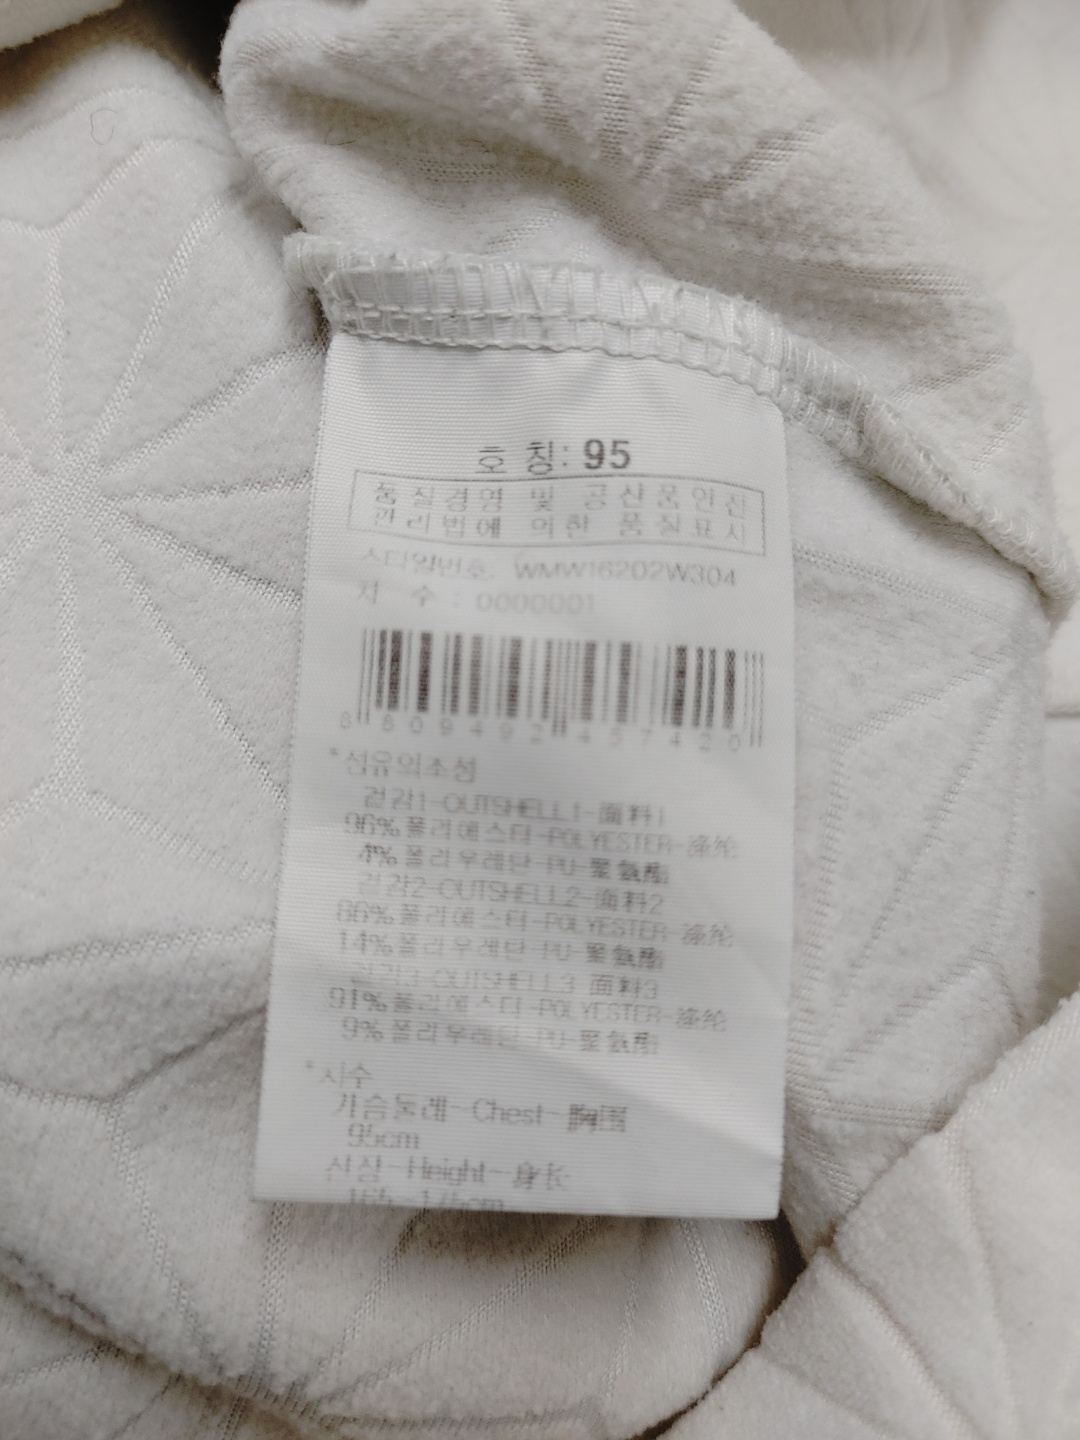 호 칭: 95
품질경영 및 공산품안전
관리법에 의한 품질표시
스타일번호: WMW16202W304
차 수 : 0000001
8 809492 457420
*섬유의조성
겉감1-OUTSHELL1-面料1
96%폴리에스터-POLYESTER-涤纶
4%폴리우레탄-PU-聚氨酯
겉감2-OUTSHELL2-面料2
86%폴리에스터-POLYESTER-涤纶
14%폴리우레탄-PU-聚氨酯
겉감3-OUTSHELL3-面料3
91%폴리에스터-POLYESTER-涤纶
9%폴리우레탄-PU-聚氨酯
*치수
가슴둘레-Chest-胸围
95cm
신장-Height-身长